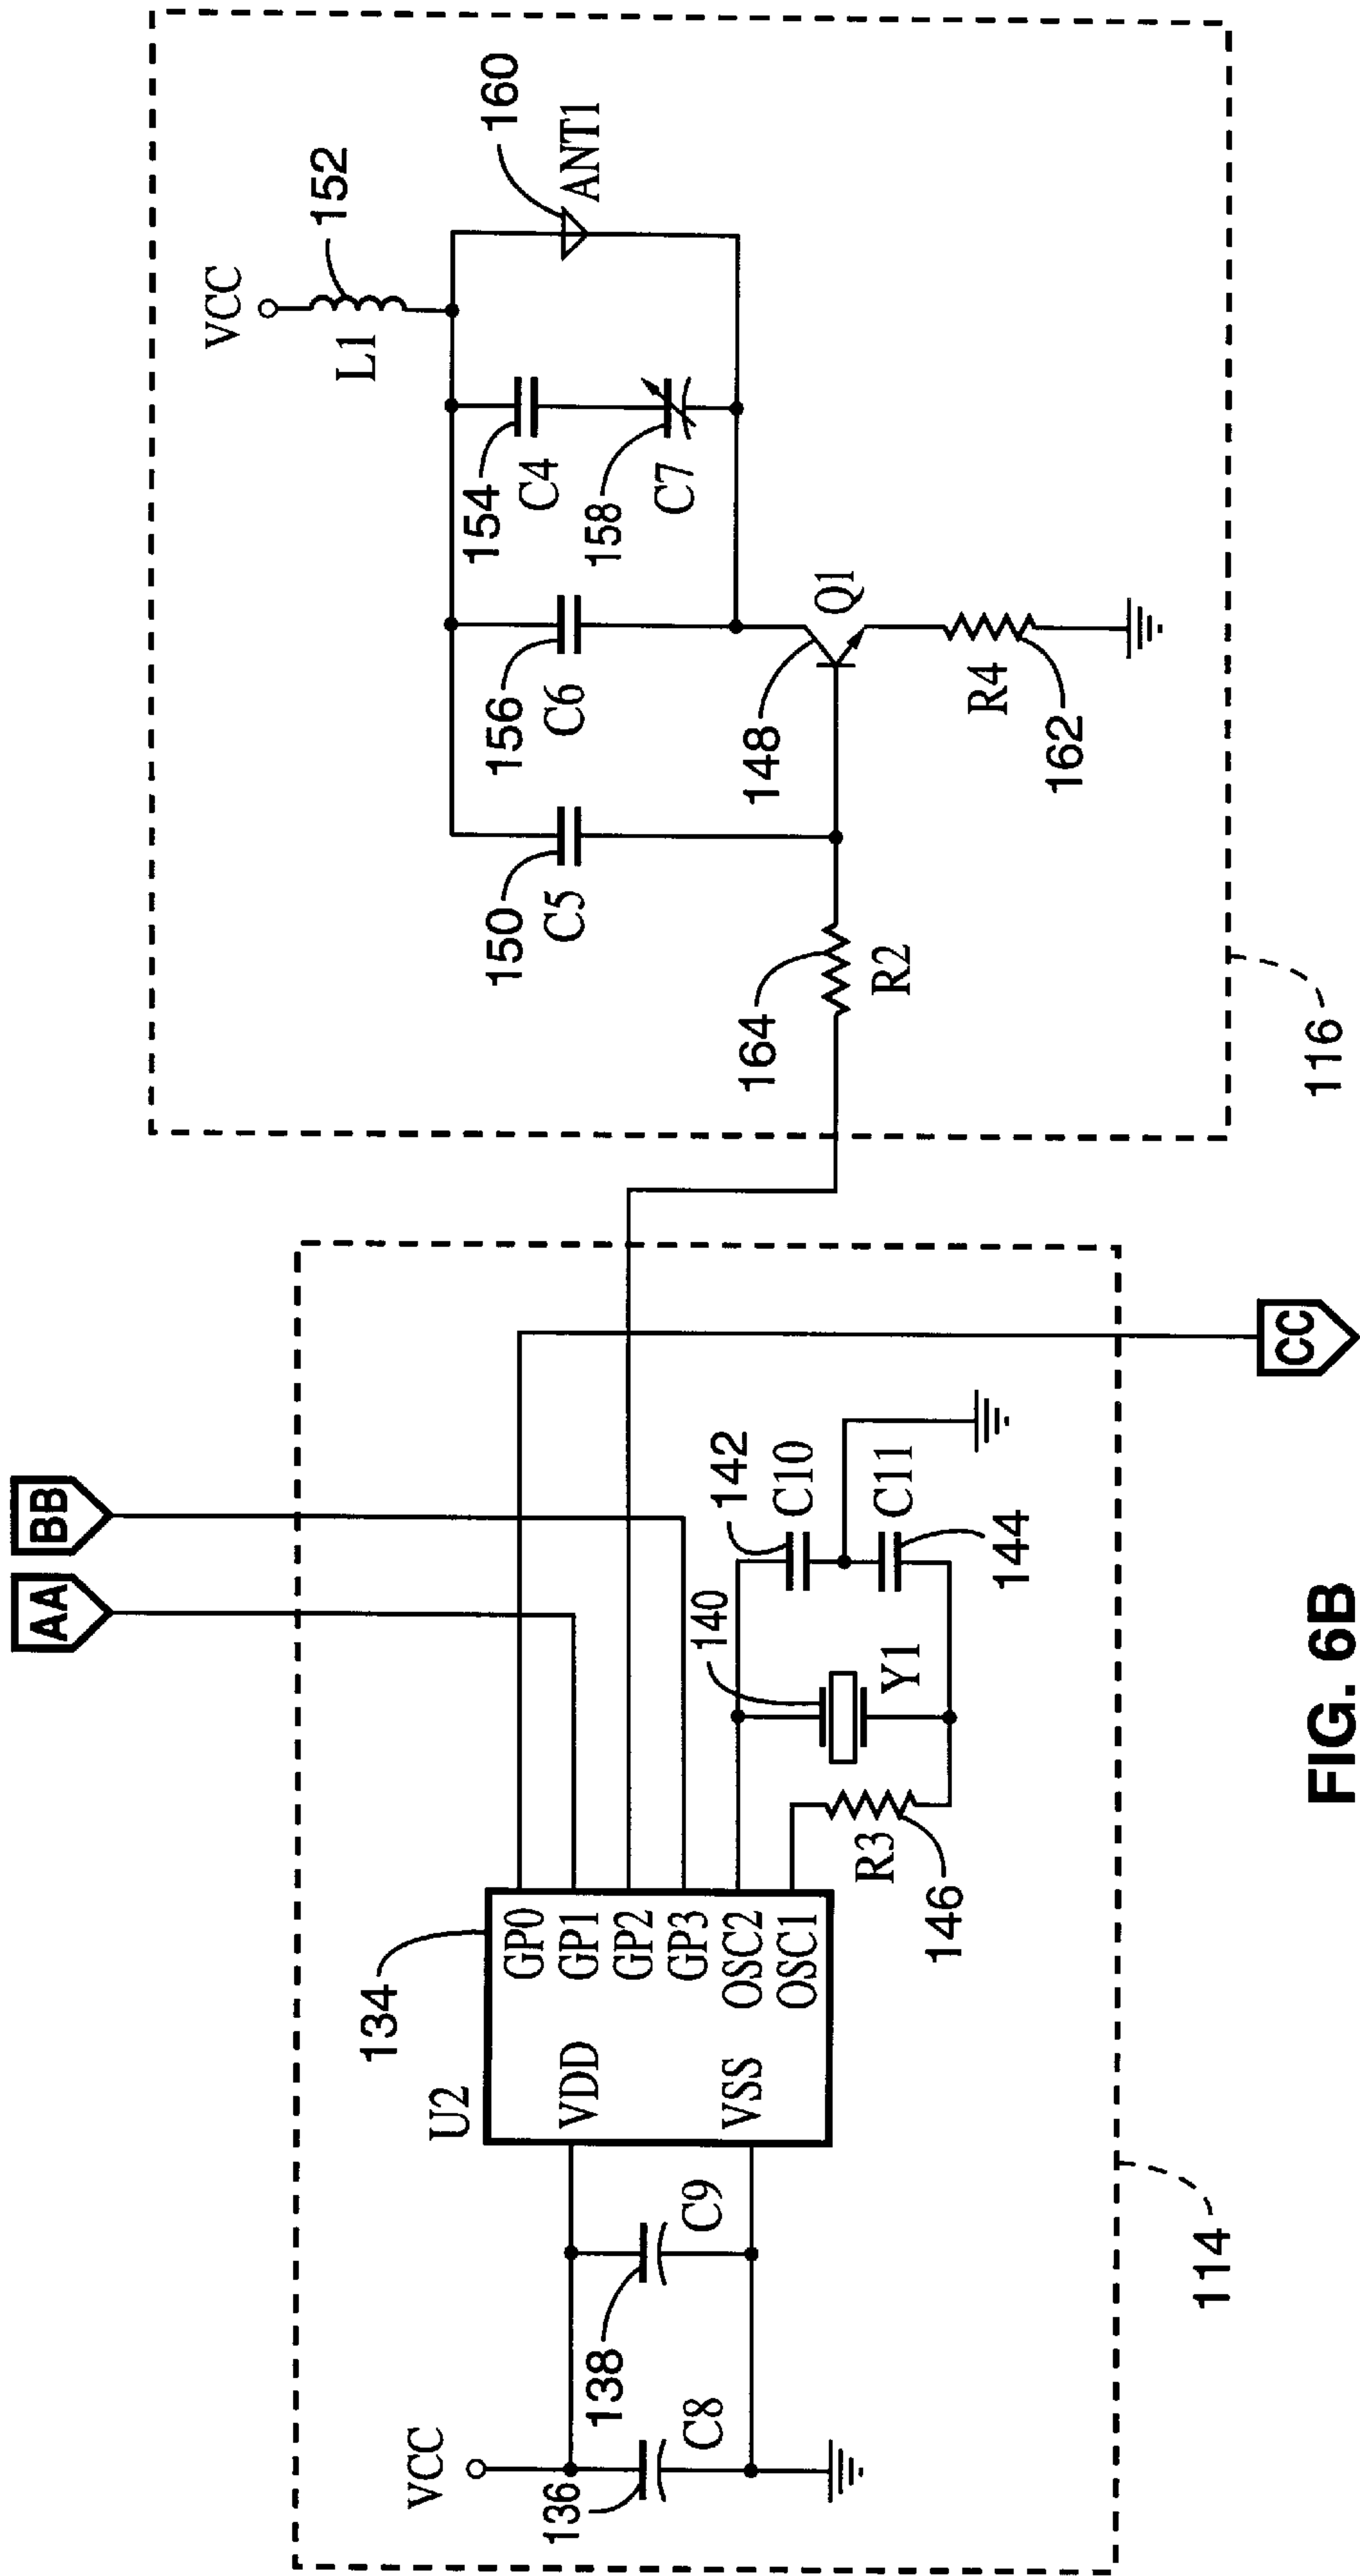 AA
BB
134
U2
VDD
VSS
GP0
GP1
GP2
GP3
OSC2
OSC1
VCC
136
C8
138
C9
R3
146
140
Y1
142
C10
C11
144
114
CC
VCC
L1
152
160
ANT1
154
C4
158
C7
156
C6
150
C5
148
Q1
164
R2
R4
162
116
FIG. 6B